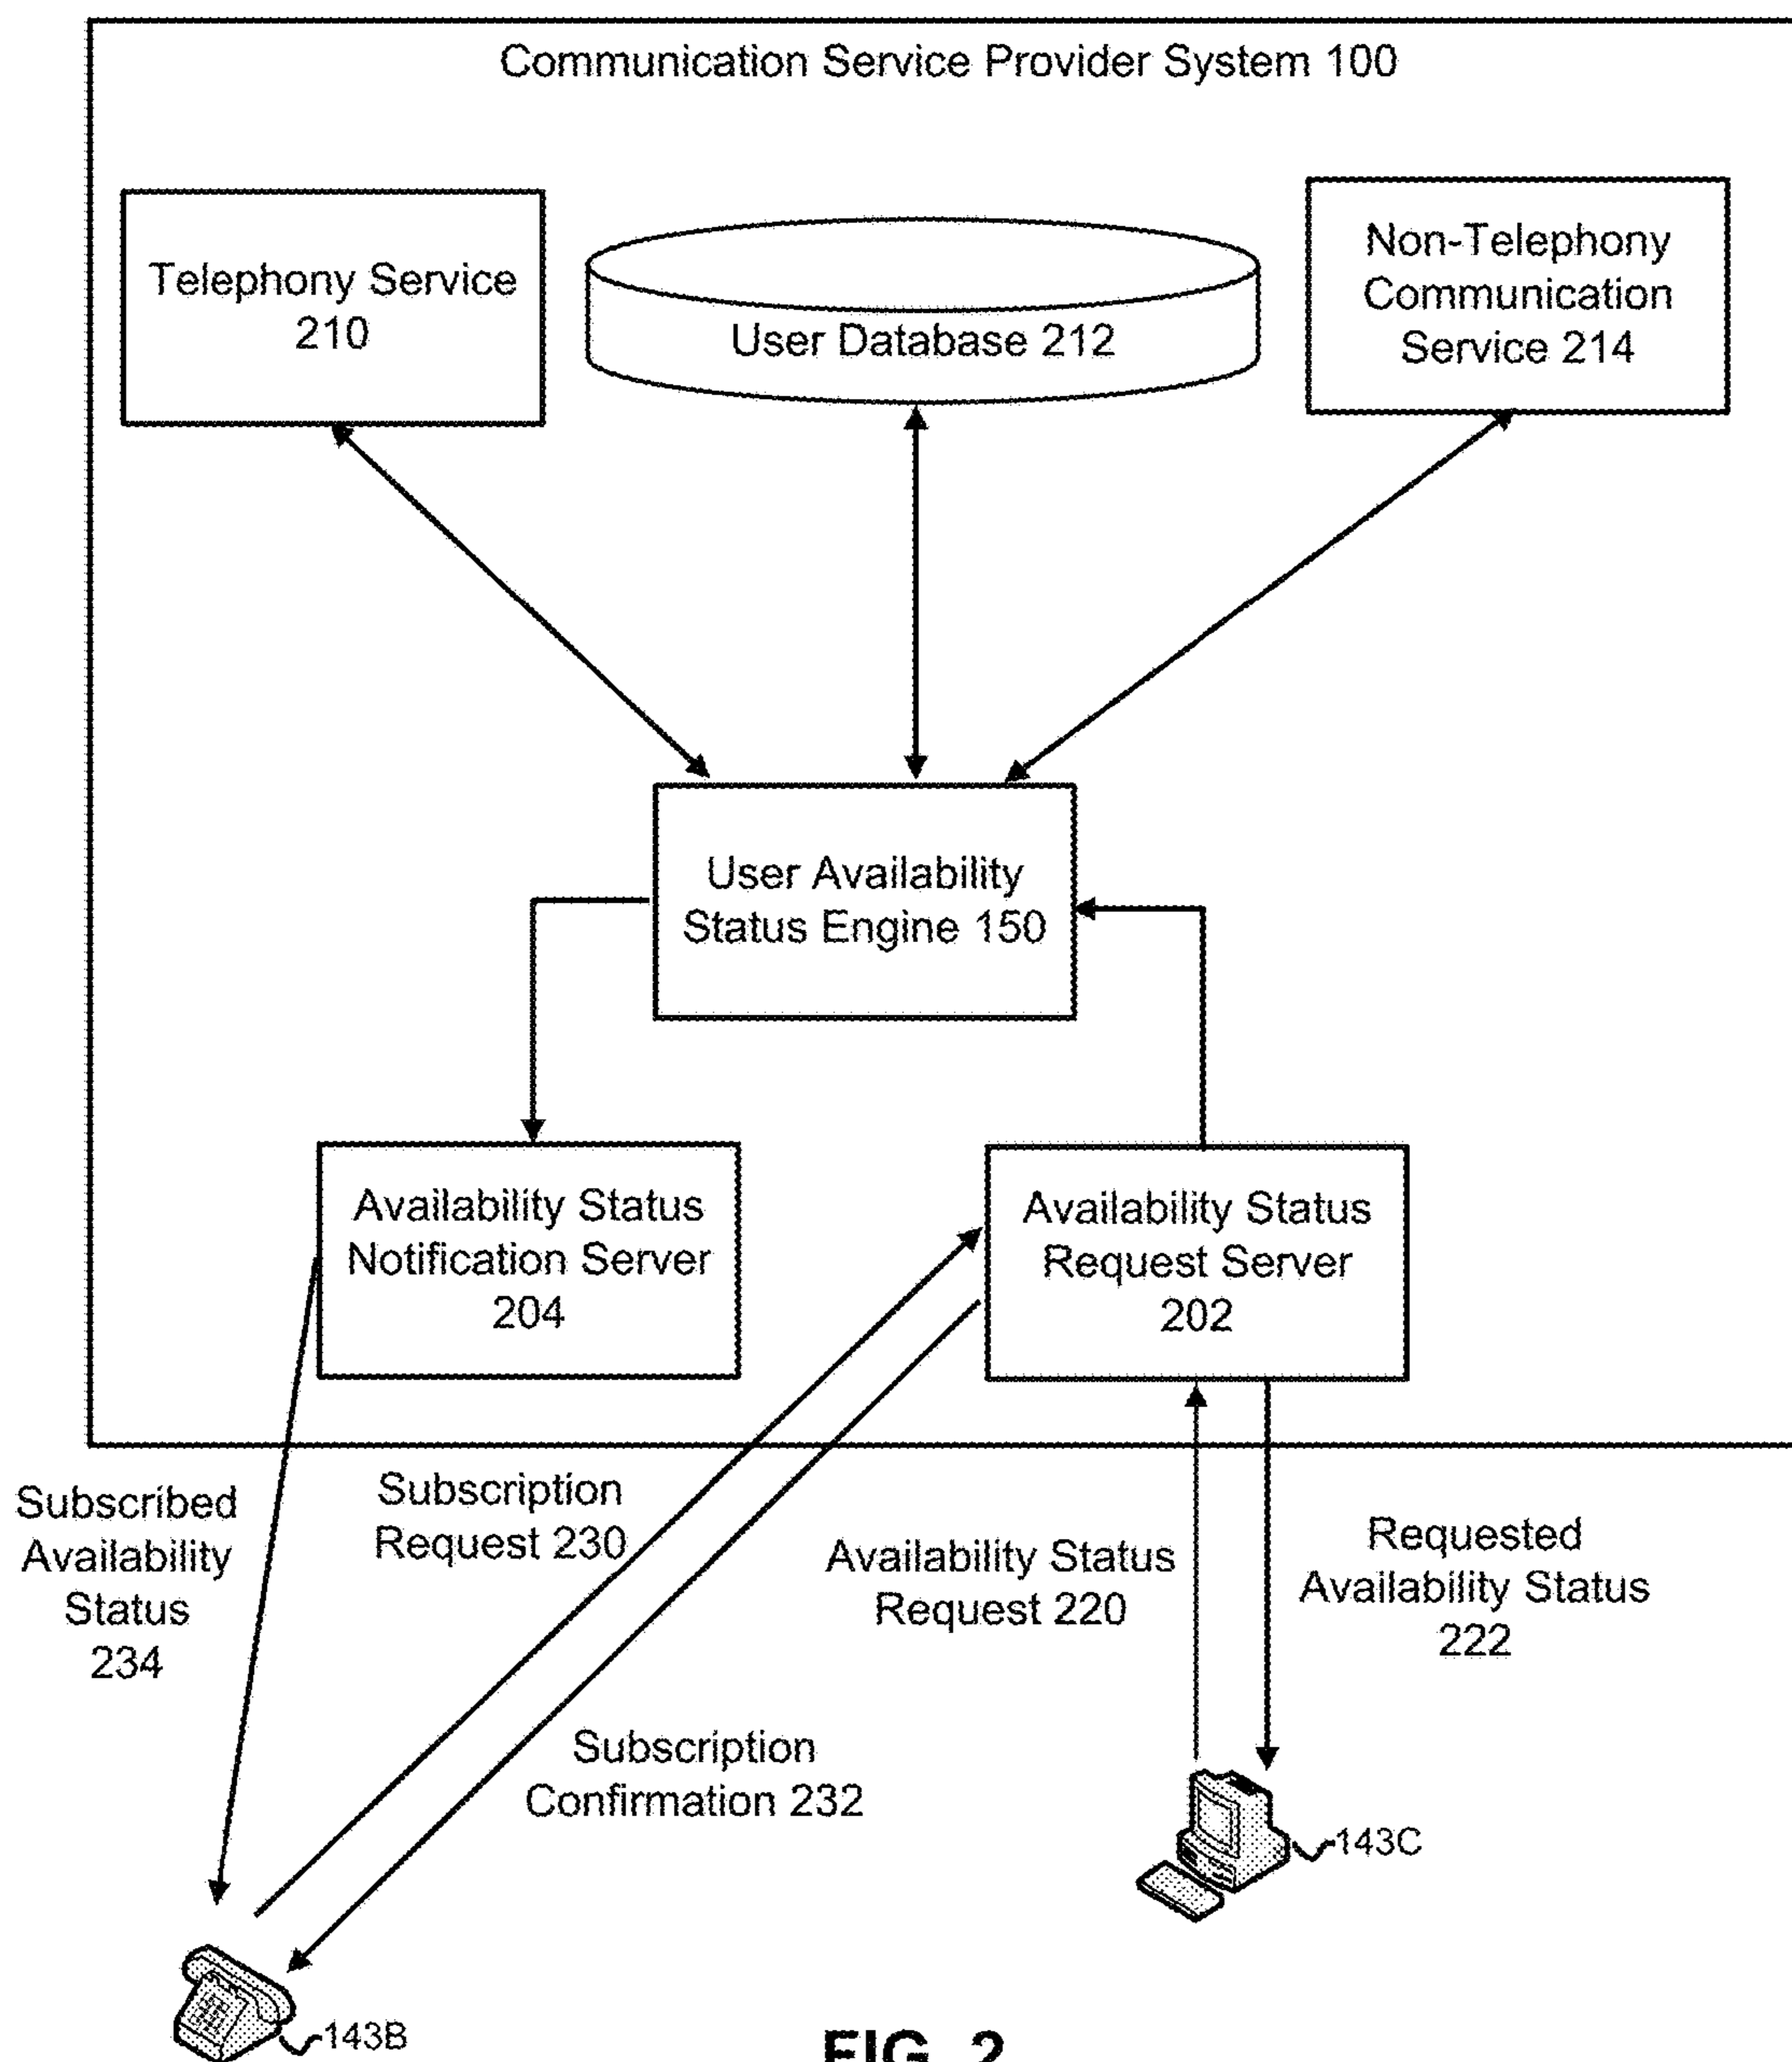 Communication Service Provider System 100
Telephony Service
210
User Database 212
Non-Telephony
Communication
Service 214
User Availability
Status Engine 150
Availability Status
Notification Server
204
Availability Status
Request Server
202
Subscribed
Availability
Status
234
Subscription
Request 230
Availability Status
Request 220
Requested
Availability Status
222
Subscription
Confirmation 232
143C
143B
FIG. 2